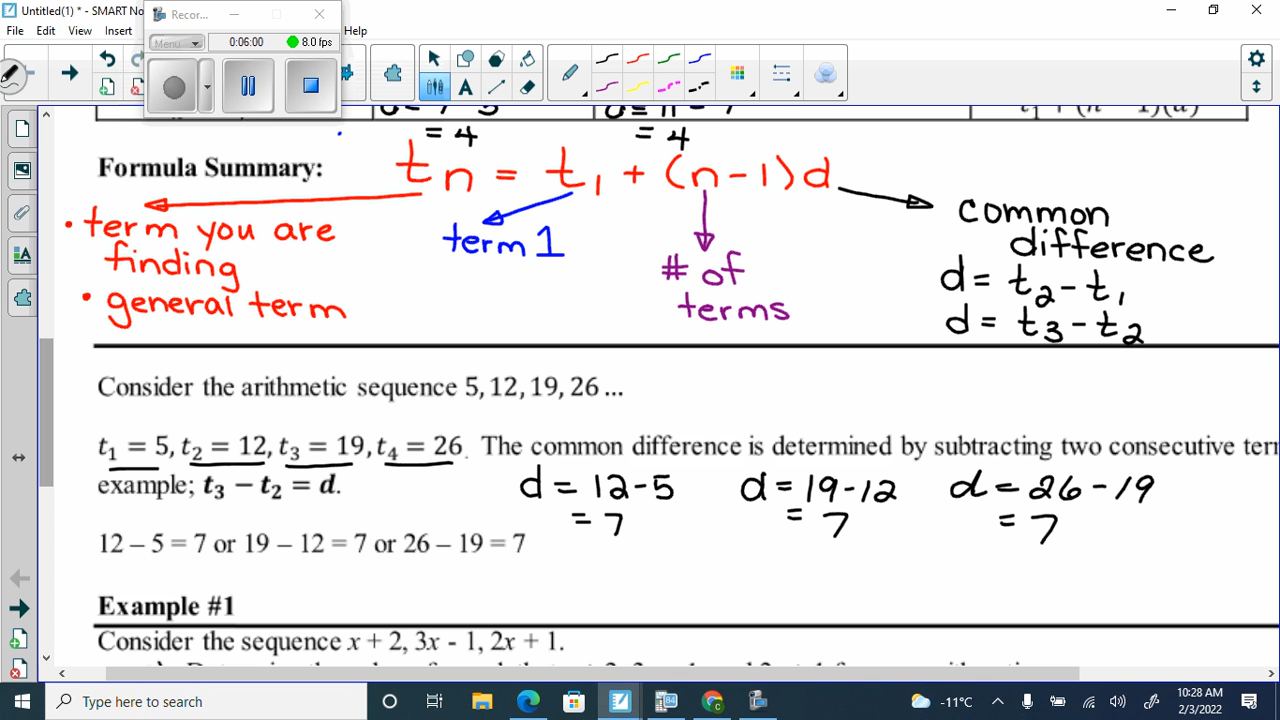 Untitled(1) * - SMART No
Recor...
File Edit View Insert
Help
Menu
0:06:00
8.0 fps
= 4
= 4
Formula Summary:
tn = t1 + (n-1)d
• term you are
finding
• general term
term 1
# of
terms
common
difference
d = t2 - t1
d = t3 - t2
Consider the arithmetic sequence 5, 12, 19, 26 ...
t1 = 5, t2 = 12, t3 = 19, t4 = 26. The common difference is determined by subtracting two consecutive ter
example; t3 − t2 = d.
d = 12-5
= 7
d = 19-12
= 7
d = 26-19
= 7
12 – 5 = 7 or 19 – 12 = 7 or 26 – 19 = 7
Example #1
Consider the sequence x + 2, 3x - 1, 2x + 1.
Type here to search
-11°C
10:28 AM
2/3/2022